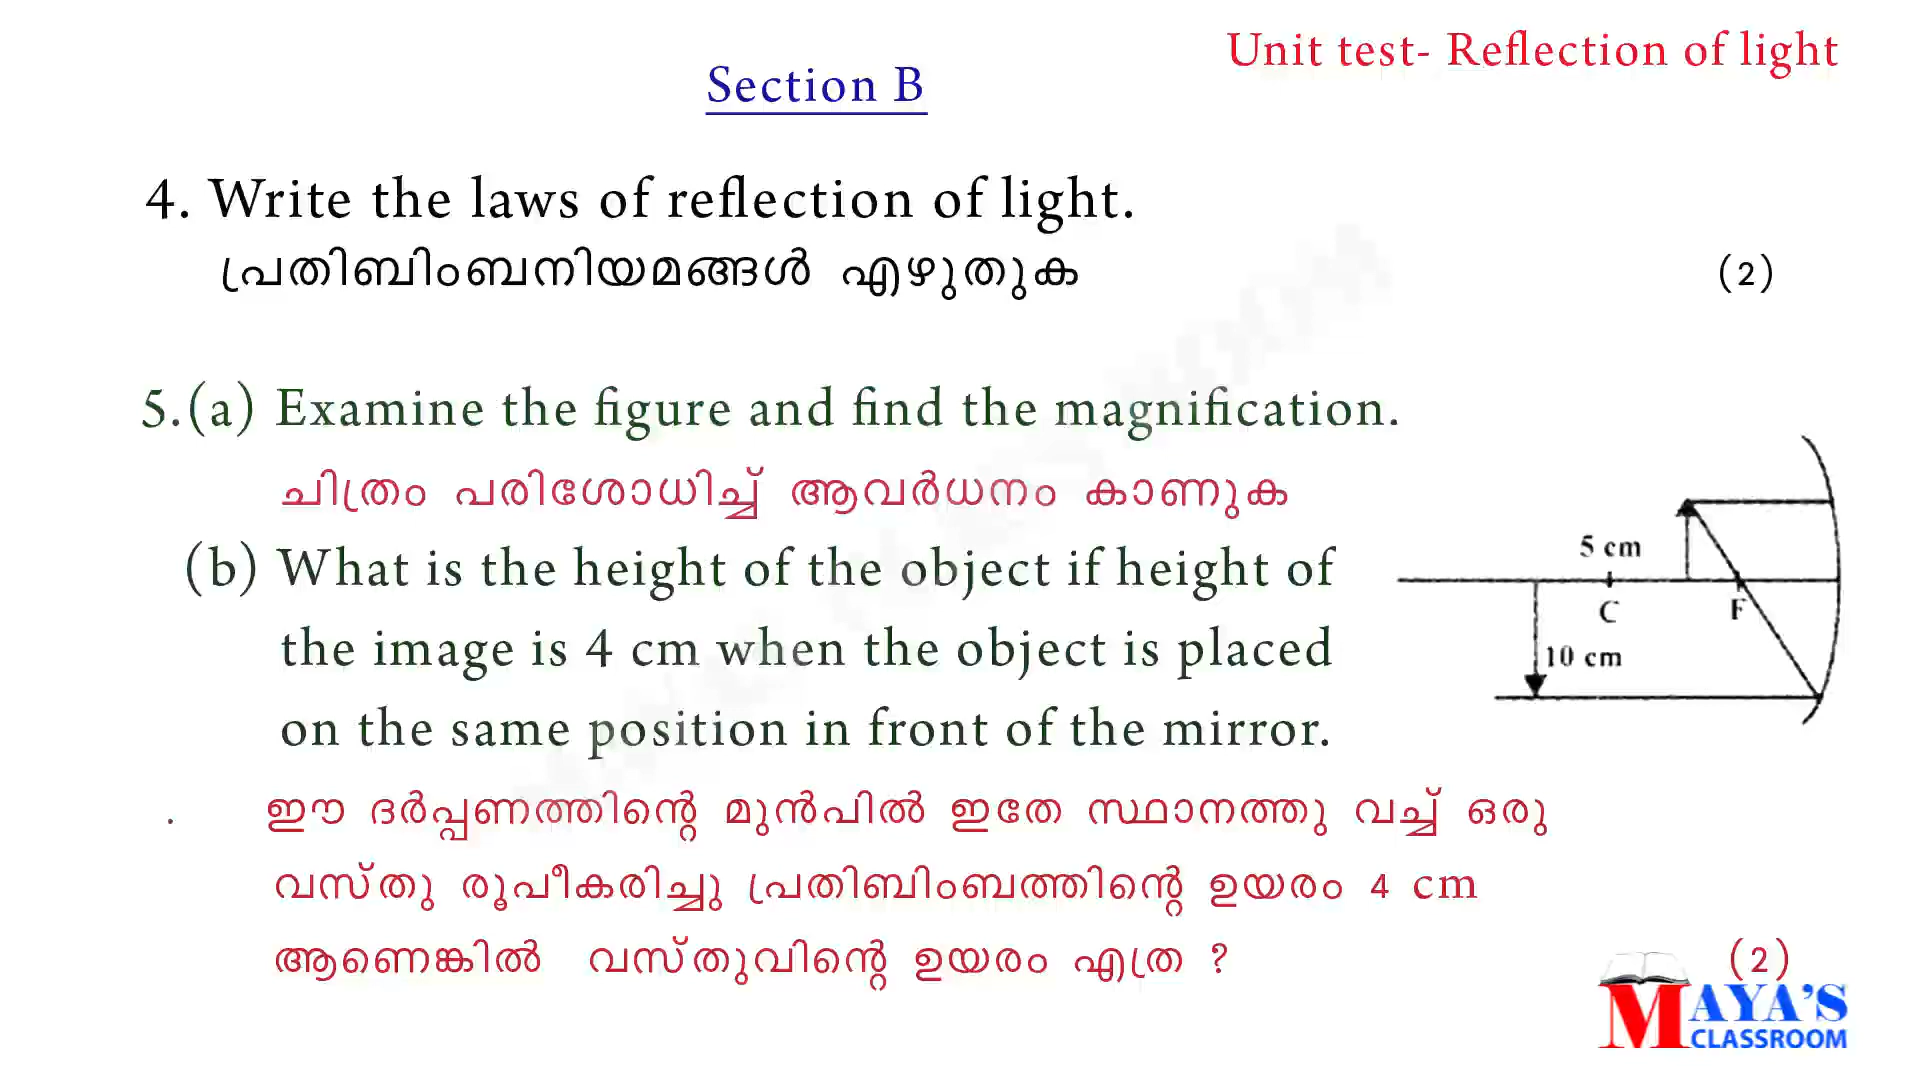 Unit test- Reflection of light
Section B
4. Write the laws of reflection of light.
പ്രതിബിംബനിയമങ്ങൾ എഴുതുക (2)
5.(a) Examine the figure and find the magnification.
ചിത്രം പരിശോധിച്ച് ആവർധനം കാണുക
(b) What is the height of the object if height of
the image is 4 cm when the object is placed
on the same position in front of the mirror.
5 cm
C
F
10 cm
. ഈ ദർപ്പണത്തിന്റെ മുൻപിൽ ഇതേ സ്ഥാനത്തു വച്ച് ഒരു
വസ്തു രൂപീകരിച്ചു പ്രതിബിംബത്തിന്റെ ഉയരം 4 cm
ആണെങ്കിൽ വസ്തുവിന്റെ ഉയരം എത്ര ? (2)
MAYA'S
CLASSROOM